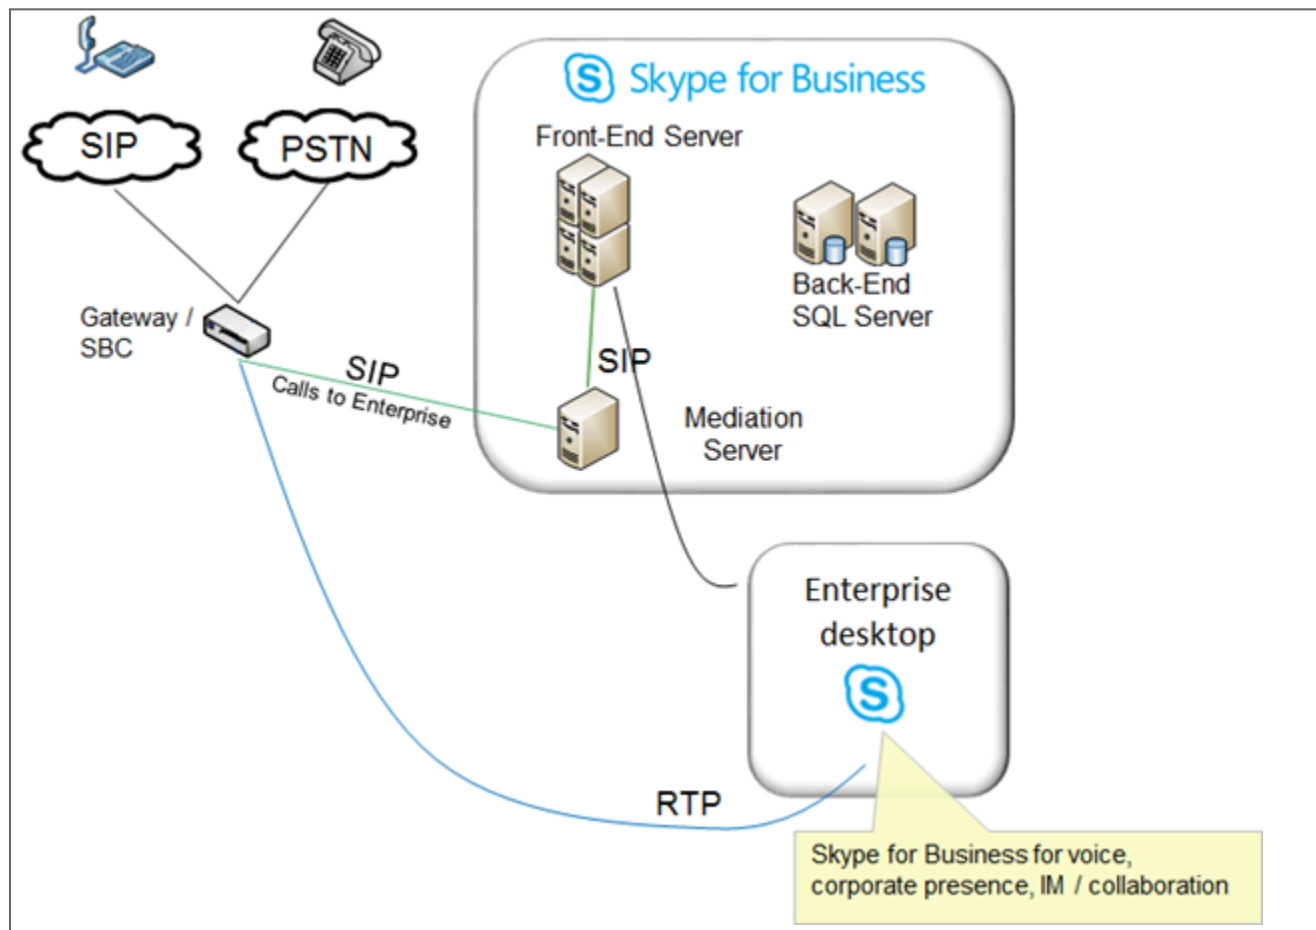 SIP
PSTN
Skype for Business
Front-End Server
Back-End
SQL Server
Gateway /
SBC
SIP
Calls to Enterprise
SIP
Mediation
Server
Enterprise
desktop
RTP
Skype for Business for voice,
corporate presence, IM / collaboration